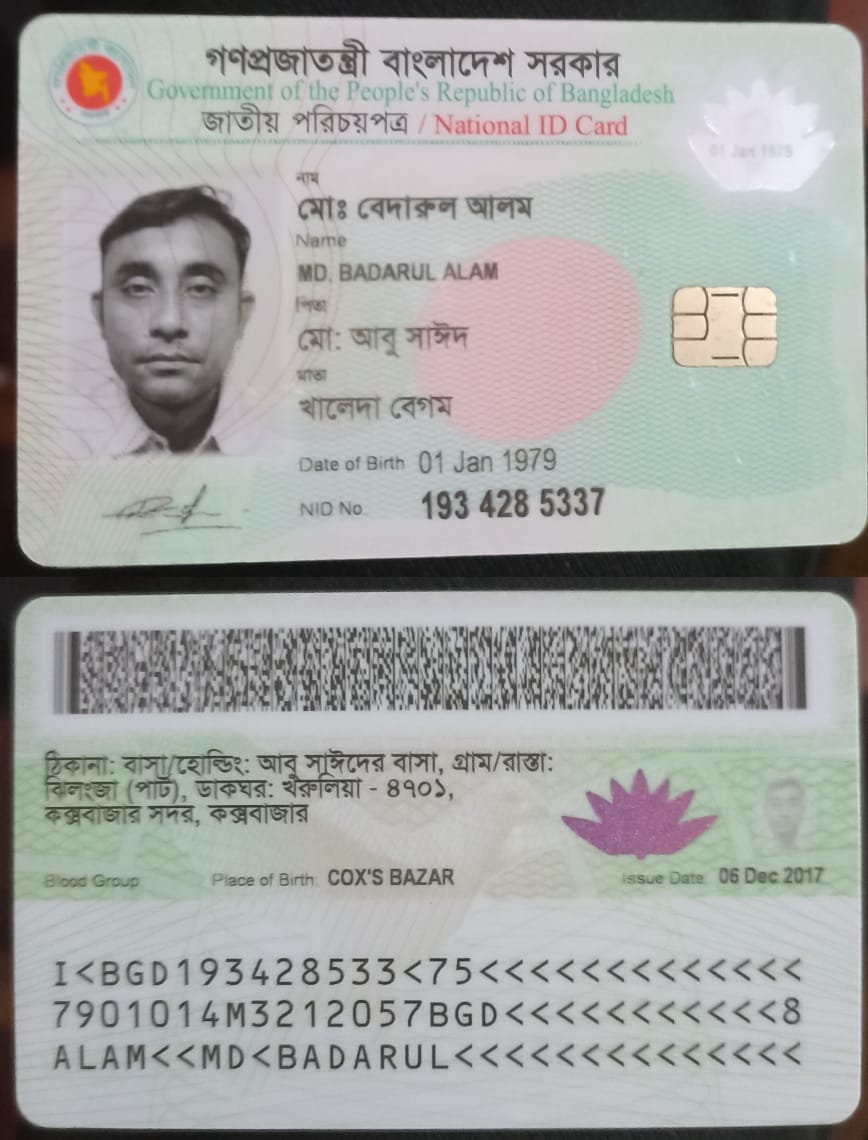 গণপ্রজাতন্ত্রী বাংলাদেশ সরকার
Government of the People's Republic of Bangladesh
জাতীয় পরিচয়পত্র / National ID Card
01 Jan 1979
নাম
মোঃ বেদারুল আলম
Name
MD. BADARUL ALAM
পিতা
মো: আবু সাঈদ
মাতা
খালেদা বেগম
Date of Birth 01 Jan 1979
NID No. 193 428 5337
ঠিকানা: বাসা/হোল্ডিং: আবু সাঈদের বাসা, গ্রাম/রাস্তা:
ঝিলংজা (পার্ট), ডাকঘর: খরুলিয়া - ৪৭০১,
কক্সবাজার সদর, কক্সবাজার
Blood Group: Place of Birth: COX'S BAZAR Issue Date: 06 Dec 2017
I<BGD193428533<75<<<<<<<<<<<<<
7901014M3212057BGD<<<<<<<<<<<8
ALAM<<MD<BADARUL<<<<<<<<<<<<<<